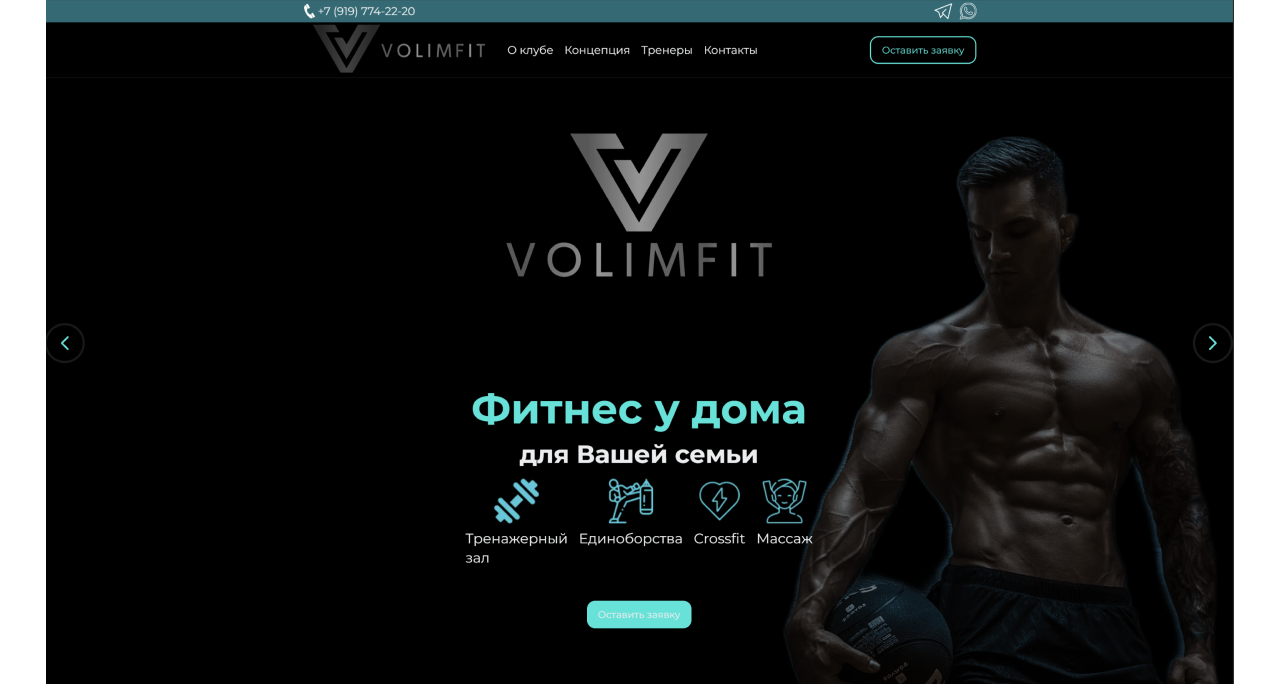 +7 (919) 774-22-20
VOLIMFIT
О клубе Концепция Тренеры Контакты
Оставить заявку
VOLIMFIT
Фитнес у дома
для Вашей семьи
Тренажерный зал
Единоборства
Crossfit
Массаж
Оставить заявку